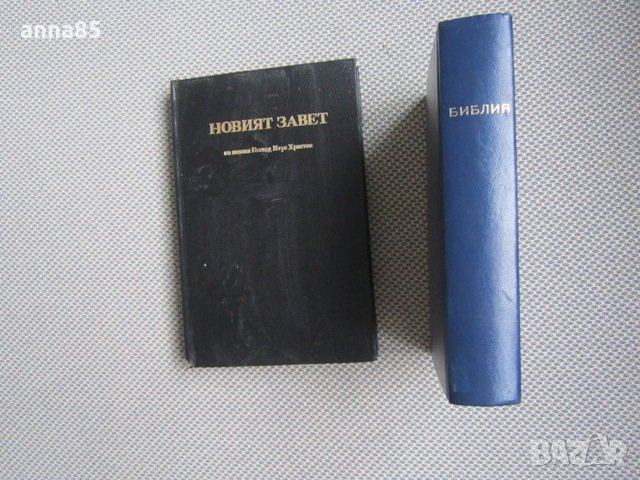 anna85
НОВИЯТ ЗАВЕТ
на нашия Господ Исус Христос
БИБЛИЯ
BAZAR